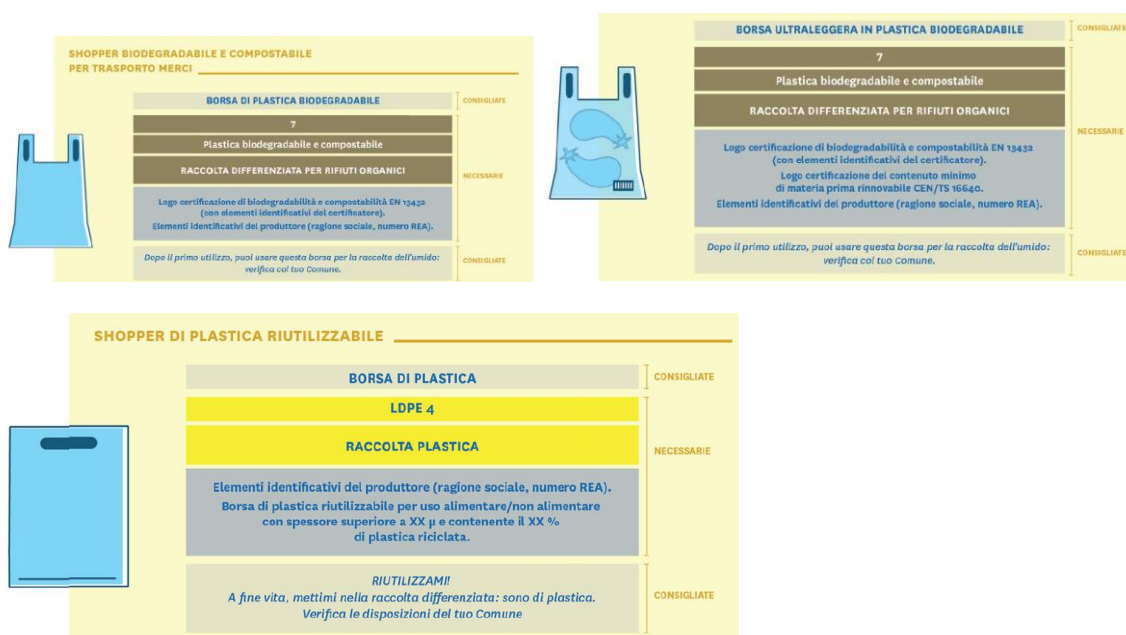 SHOPPER BIODEGRADABILE E COMPOSTABILE
PER TRASPORTO MERCI
BORSA DI PLASTICA BIODEGRADABILE
CONSIGLIATE
7
Plastica biodegradabile e compostabile
RACCOLTA DIFFERENZIATA PER RIFIUTI ORGANICI
NECESSARIE
Logo certificazione di biodegradabilità e compostabilità EN 13432
(con elementi identificativi del certificatore).
Elementi identificativi del produttore (ragione sociale, numero REA).
Dopo il primo utilizzo, puoi usare questa borsa per la raccolta dell'umido:
verifica col tuo Comune.
CONSIGLIATE
BORSA ULTRALEGGERA IN PLASTICA BIODEGRADABILE
CONSIGLIATE
7
Plastica biodegradabile e compostabile
RACCOLTA DIFFERENZIATA PER RIFIUTI ORGANICI
NECESSARIE
Logo certificazione di biodegradabilità e compostabilità EN 13432
(con elementi identificativi del certificatore).
Logo certificazione del contenuto minimo
di materia prima rinnovabile CEN/TS 16640.
Elementi identificativi del produttore (ragione sociale, numero REA).
Dopo il primo utilizzo, puoi usare questa borsa per la raccolta dell'umido:
verifica col tuo Comune.
CONSIGLIATE
SHOPPER DI PLASTICA RIUTILIZZABILE
BORSA DI PLASTICA
CONSIGLIATE
LDPE 4
RACCOLTA PLASTICA
NECESSARIE
Elementi identificativi del produttore (ragione sociale, numero REA).
Borsa di plastica riutilizzabile per uso alimentare/non alimentare
con spessore superiore a XX µ e contenente il XX %
di plastica riciclata.
RIUTILIZZAMI!
A fine vita, mettimi nella raccolta differenziata: sono di plastica.
Verifica le disposizioni del tuo Comune
CONSIGLIATE